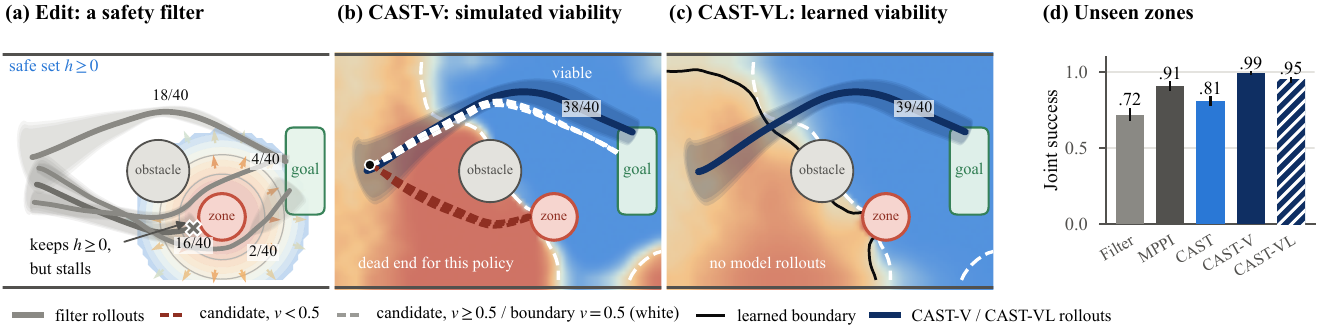 (a) Edit: a safety filter
safe set h ≥ 0
18/40
obstacle
4/40
goal
zone
keeps h ≥ 0,
but stalls
16/40
2/40
(b) CAST-V: simulated viability
viable
38/40
obstacle
goal
zone
dead end for this policy
(c) CAST-VL: learned viability
39/40
obstacle
goal
zone
no model rollouts
(d) Unseen zones
Joint success
1.0
0.5
0.0
.72
.91
.81
.99
.95
Filter
MPPI
CAST
CAST-V
CAST-VL
filter rollouts
candidate, v < 0.5
candidate, v ≥ 0.5 / boundary v = 0.5 (white)
learned boundary
CAST-V / CAST-VL rollouts